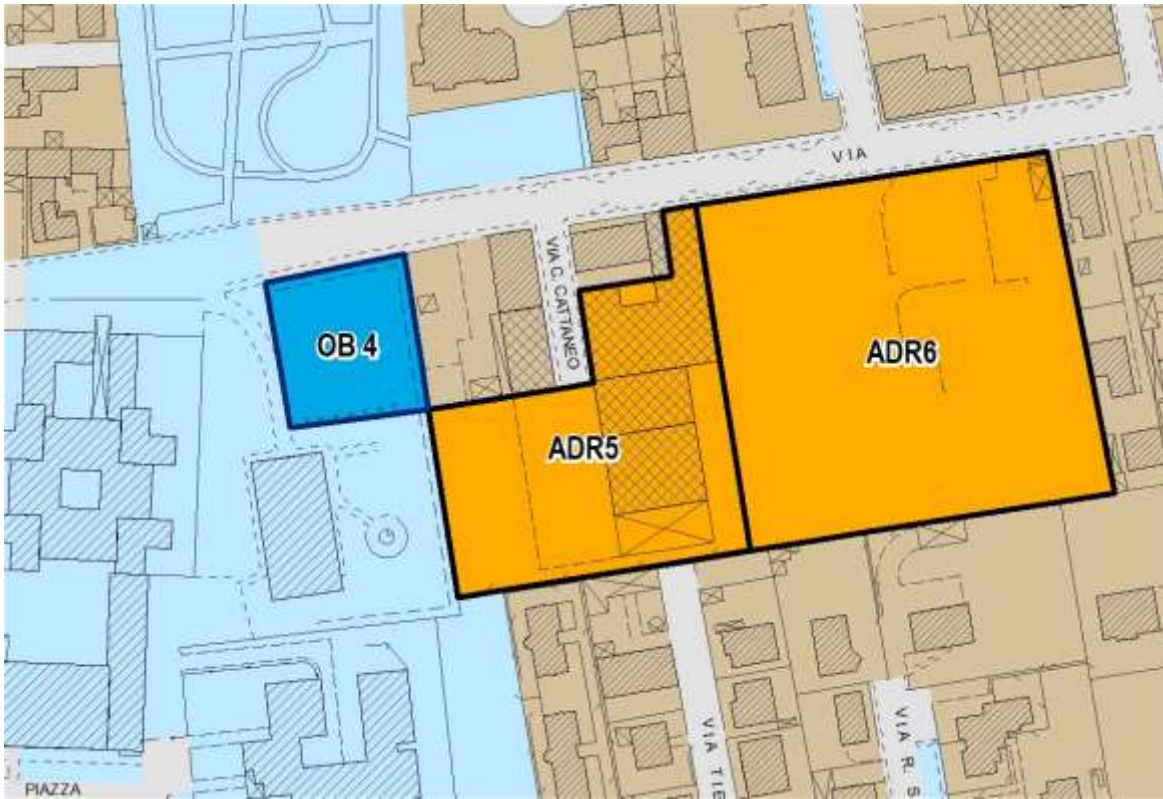 VIA
VIA C. CATTANEO
OB 4
ADR6
ADR5
VIA TIE
VIA R. S
PIAZZA